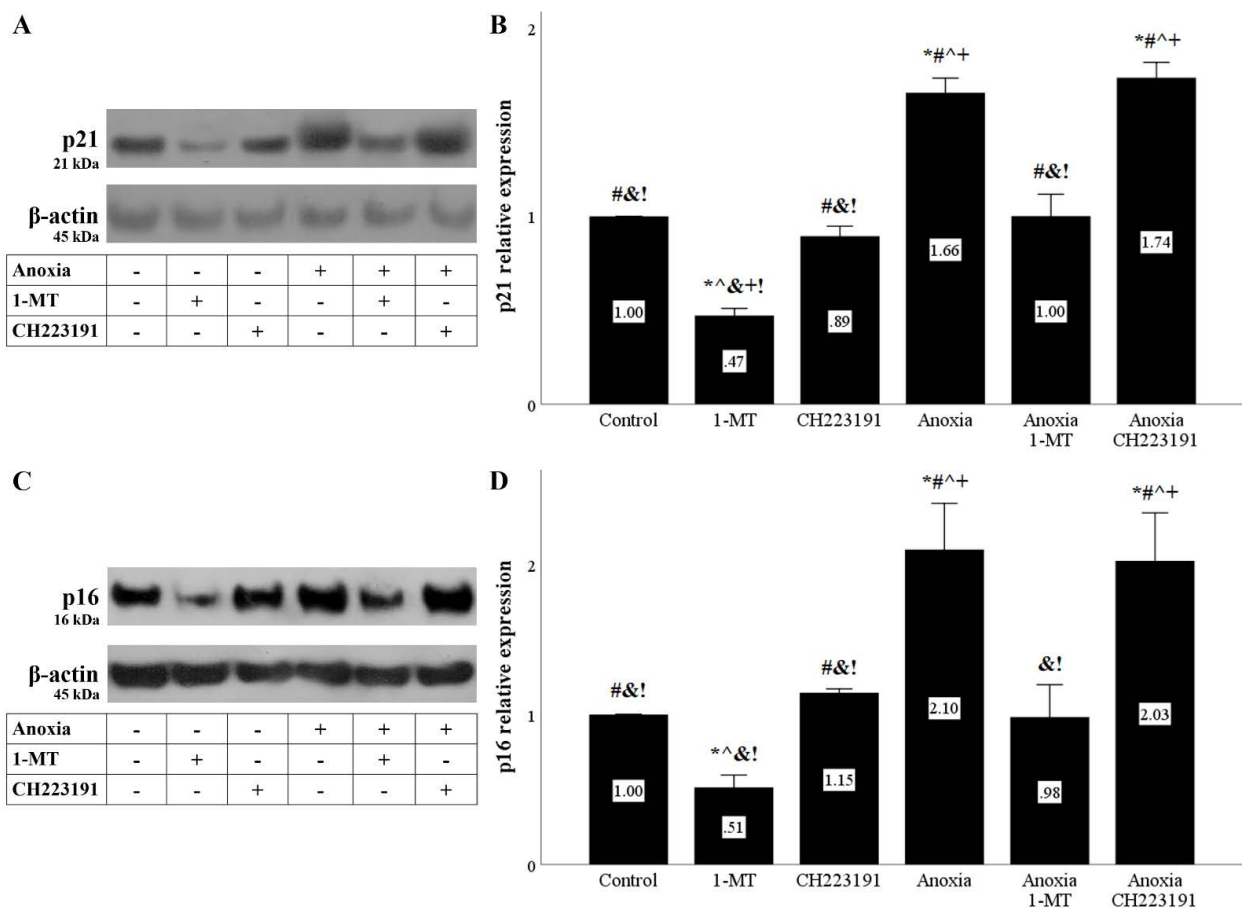 A
p21
21 kDa
β-actin
45 kDa
Anoxia - - - + + +
1-MT - + - - + -
CH223191 - - + - - +
B
p21 relative expression
2
1
0
#&!
*^&+!
#&!
*#^+
#&!
*#^+
1.00
.47
.89
1.66
1.00
1.74
Control
1-MT
CH223191
Anoxia
Anoxia
1-MT
Anoxia
CH223191
C
p16
16 kDa
β-actin
45 kDa
Anoxia - - - + + +
1-MT - + - - + -
CH223191 - - + - - +
D
p16 relative expression
2
1
0
#&!
*^&!
#&!
*#^+
&!
*#^+
1.00
.51
1.15
2.10
.98
2.03
Control
1-MT
CH223191
Anoxia
Anoxia
1-MT
Anoxia
CH223191